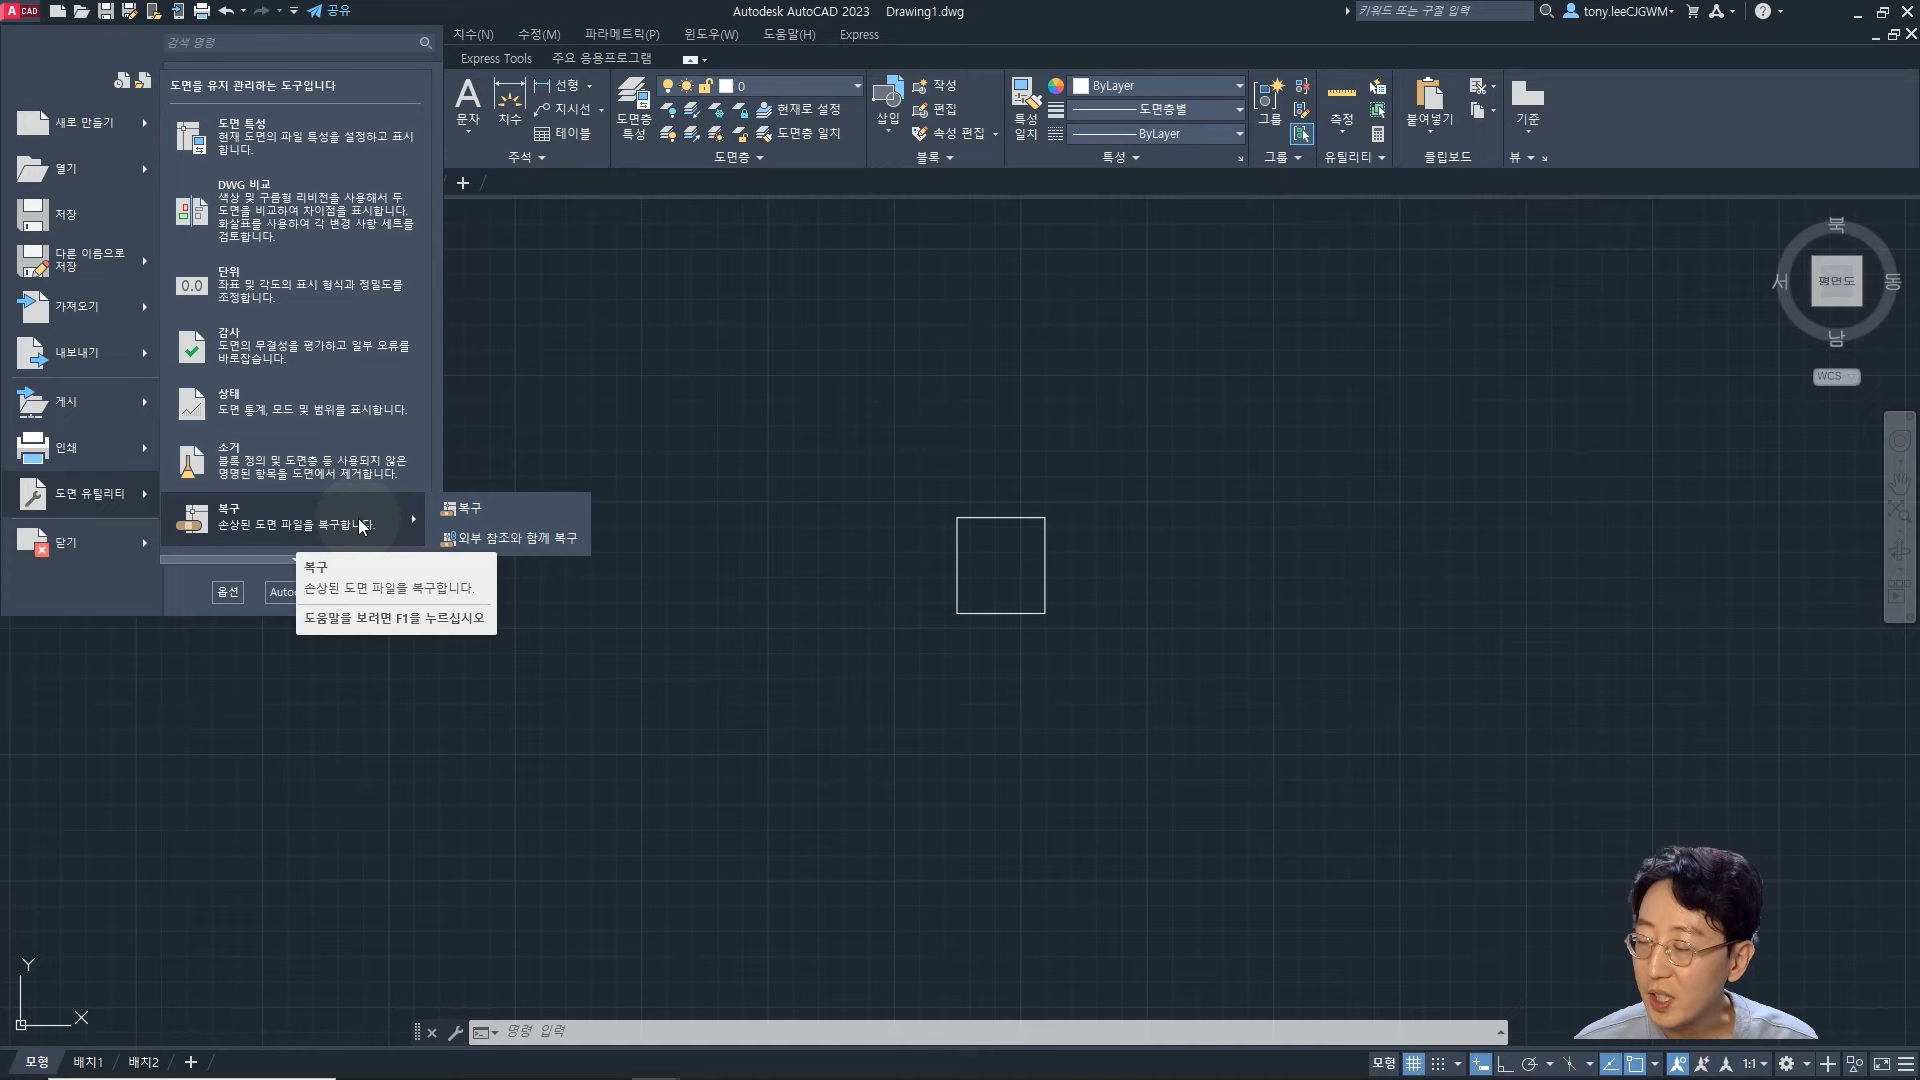 A CAD
공유
Autodesk AutoCAD 2023 Drawing1.dwg
키워드 또는 구절 입력
tony.leeCJGWM
검색 명령
치수(N) 수정(M) 파라메트릭(P) 윈도우(W) 도움말(H) Express
Express Tools 주요 응용프로그램
새로 만들기
열기
저장
다른 이름으로
저장
가져오기
내보내기
게시
인쇄
도면 유틸리티
닫기
도면을 유지 관리하는 도구입니다
도면 특성
현재 도면의 파일 특성을 설정하고 표시
합니다.
DWG 비교
색상 및 구름형 리비전을 사용해서 두
도면을 비교하여 차이점을 표시합니다.
화살표를 사용하여 각 변경 사항 세트를
검토합니다.
0.0
단위
좌표 및 각도의 표시 형식과 정밀도를
조정합니다.
감사
도면의 무결성을 평가하고 일부 오류를
바로잡습니다.
상태
도면 통계, 모드 및 범위를 표시합니다.
소거
블록 정의 및 도면층 등 사용되지 않은
명명된 항목을 도면에서 제거합니다.
복구
손상된 도면 파일을 복구합니다.
복구
외부 참조와 함께 복구
옵션
복구
손상된 도면 파일을 복구합니다.
도움말을 보려면 F1을 누르십시오
A
문자
치수
선형
지시선
테이블
주석
도면층
특성
0
현재로 설정
도면층 일치
도면층
삽입
작성
편집
속성 편집
블록
특성
일치
ByLayer
도면층별
ByLayer
특성
그룹
그룹
측정
유틸리티
붙여넣기
클립보드
기준
뷰
북
서
평면도
동
남
WCS
Y
X
명령 입력
모형 배치1 배치2
모형
1:1